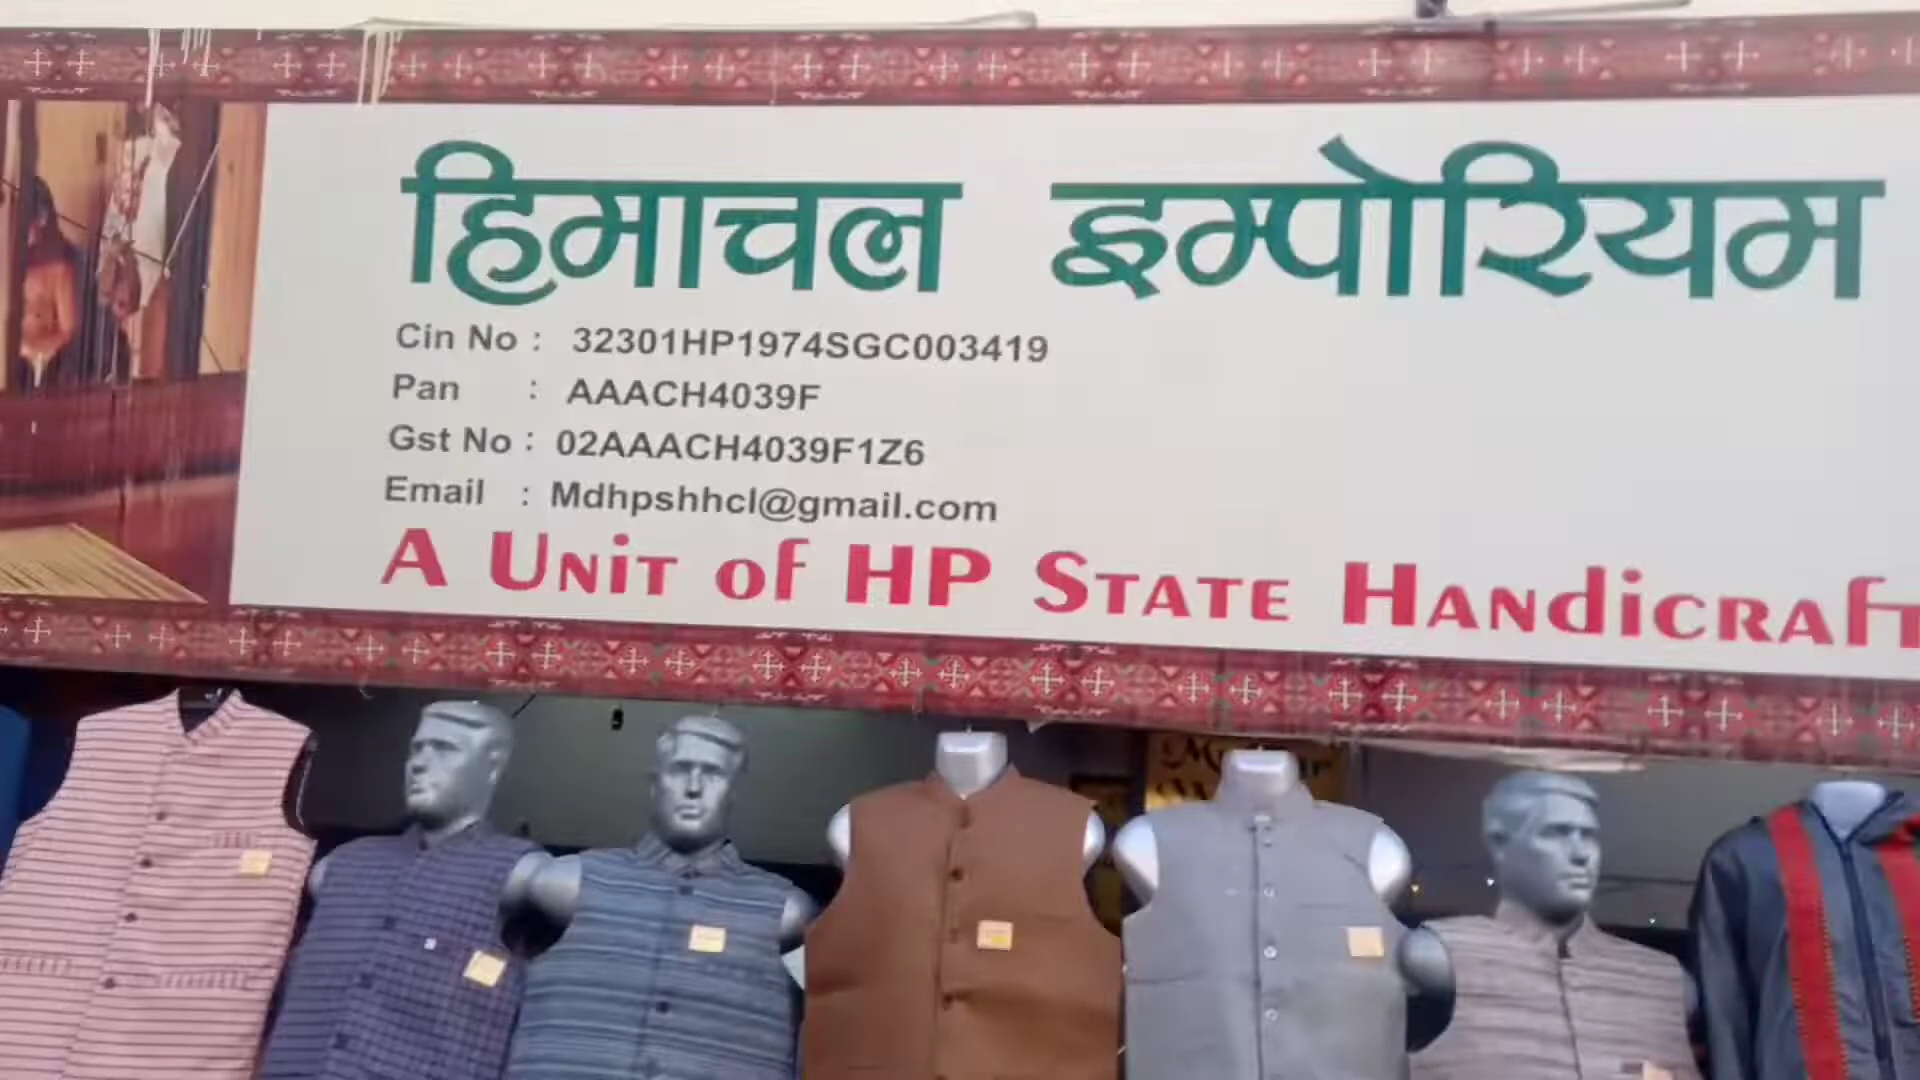 हिमाचल इम्पोरियम
Cin No : 32301HP1974SGC003419
Pan : AAACH4039F
Gst No : 02AAACH4039F1Z6
Email : Mdhpshhcl@gmail.com
A Unit of HP State Handicraft